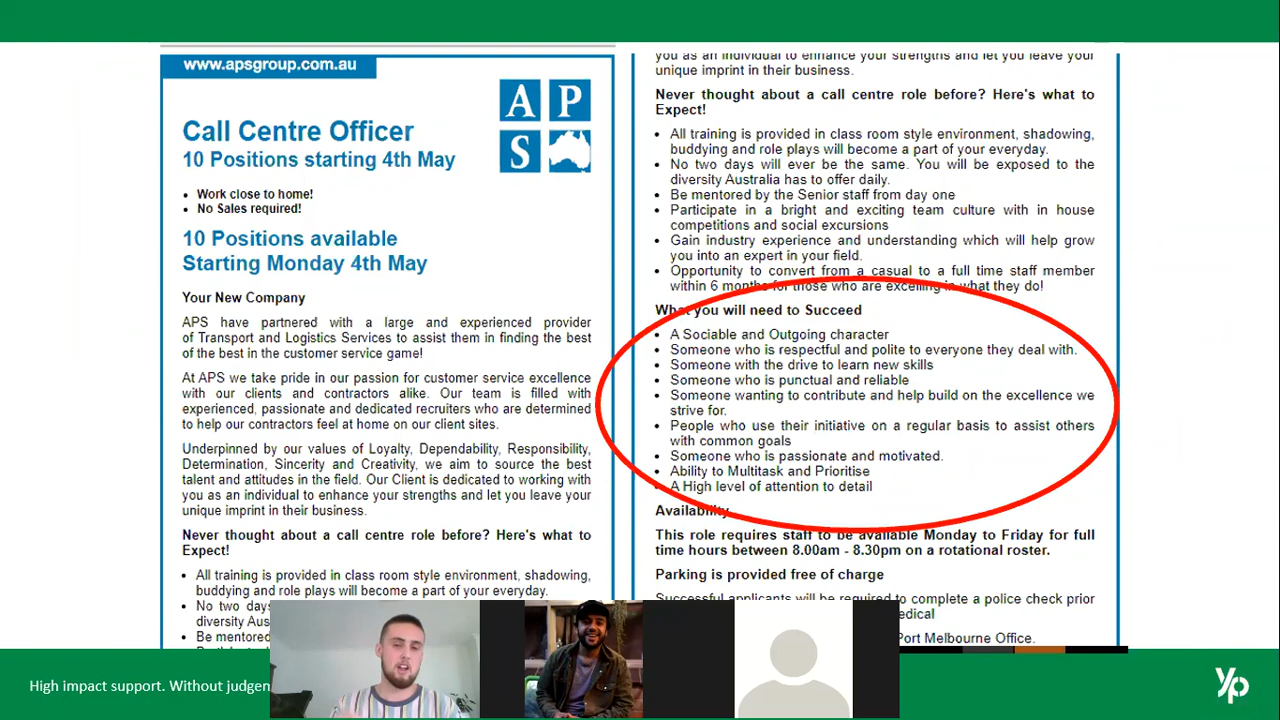 www.apsgroup.com.au
A P
S
Call Centre Officer
10 Positions starting 4th May
• Work close to home!
• No Sales required!
10 Positions available
Starting Monday 4th May
Your New Company
APS have partnered with a large and experienced provider
of Transport and Logistics Services to assist them in finding the best
of the best in the customer service game!
At APS we take pride in our passion for customer service excellence
with our clients and contractors alike. Our team is filled with
experienced, passionate and dedicated recruiters who are determined
to help our contractors feel at home on our client sites.
Underpinned by our values of Loyalty, Dependability, Responsibility,
Determination, Sincerity and Creativity, we aim to source the best
talent and attitudes in the field. Our Client is dedicated to working with
you as an individual to enhance your strengths and let you leave your
unique imprint in their business.
Never thought about a call centre role before? Here's what to
Expect!
• All training is provided in class room style environment, shadowing,
buddying and role plays will become a part of your everyday.
• No two days
diversity Aus
• Be mentored
you as an individual to enhance your strengths and let you leave your
unique imprint in their business.
Never thought about a call centre role before? Here's what to
Expect!
• All training is provided in class room style environment, shadowing,
buddying and role plays will become a part of your everyday.
• No two days will ever be the same. You will be exposed to the
diversity Australia has to offer daily.
• Be mentored by the Senior staff from day one
• Participate in a bright and exciting team culture with in house
competitions and social excursions
• Gain industry experience and understanding which will help grow
you into an expert in your field.
• Opportunity to convert from a casual to a full time staff member
within 6 months for those who are excelling in what they do!
What you will need to Succeed
• A Sociable and Outgoing character
• Someone who is respectful and polite to everyone they deal with.
• Someone with the drive to learn new skills
• Someone who is punctual and reliable
• Someone wanting to contribute and help build on the excellence we
strive for.
• People who use their initiative on a regular basis to assist others
with common goals
• Someone who is passionate and motivated.
• Ability to Multitask and Prioritise
• A High level of attention to detail
Availability
This role requires staff to be available Monday to Friday for full
time hours between 8.00am - 8.30pm on a rotational roster.
Parking is provided free of charge
Successful applicants will be required to complete a police check prior
edical
Port Melbourne Office.
High impact support. Without judgen
yp